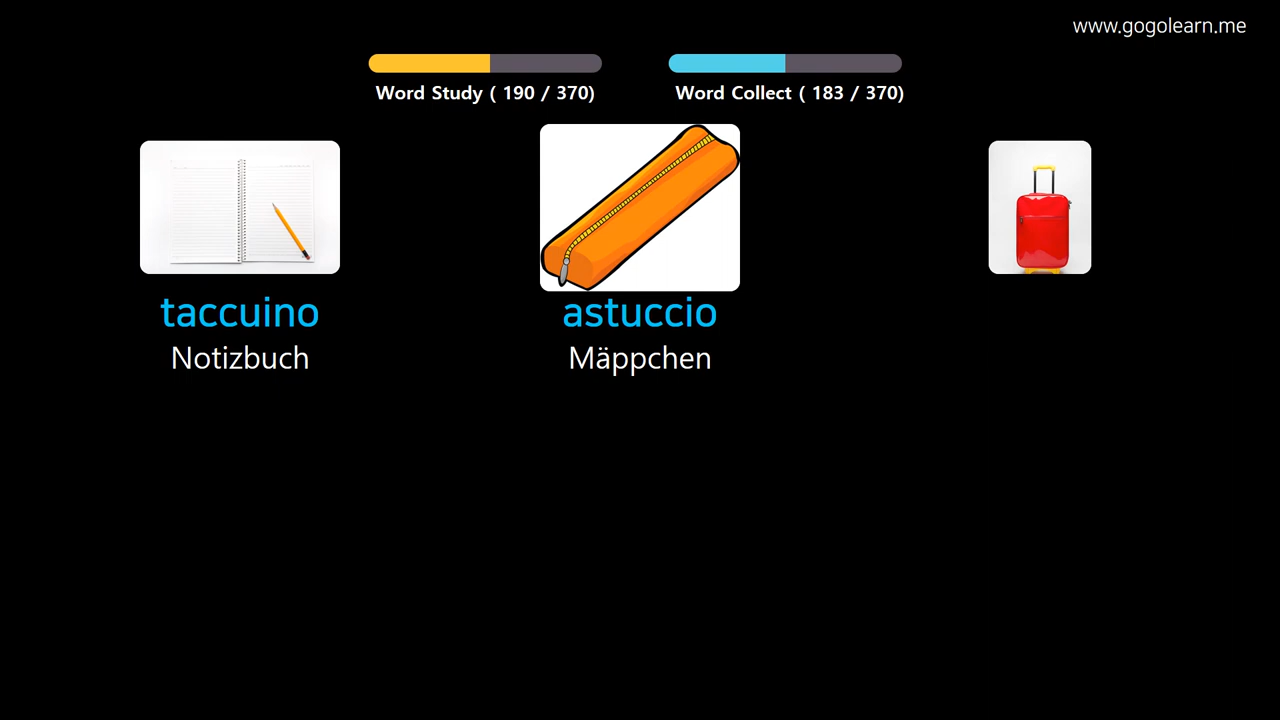 www.gogolearn.me
Word Study ( 190 / 370)
Word Collect ( 183 / 370)
taccuino
Notizbuch
astuccio
Mäppchen